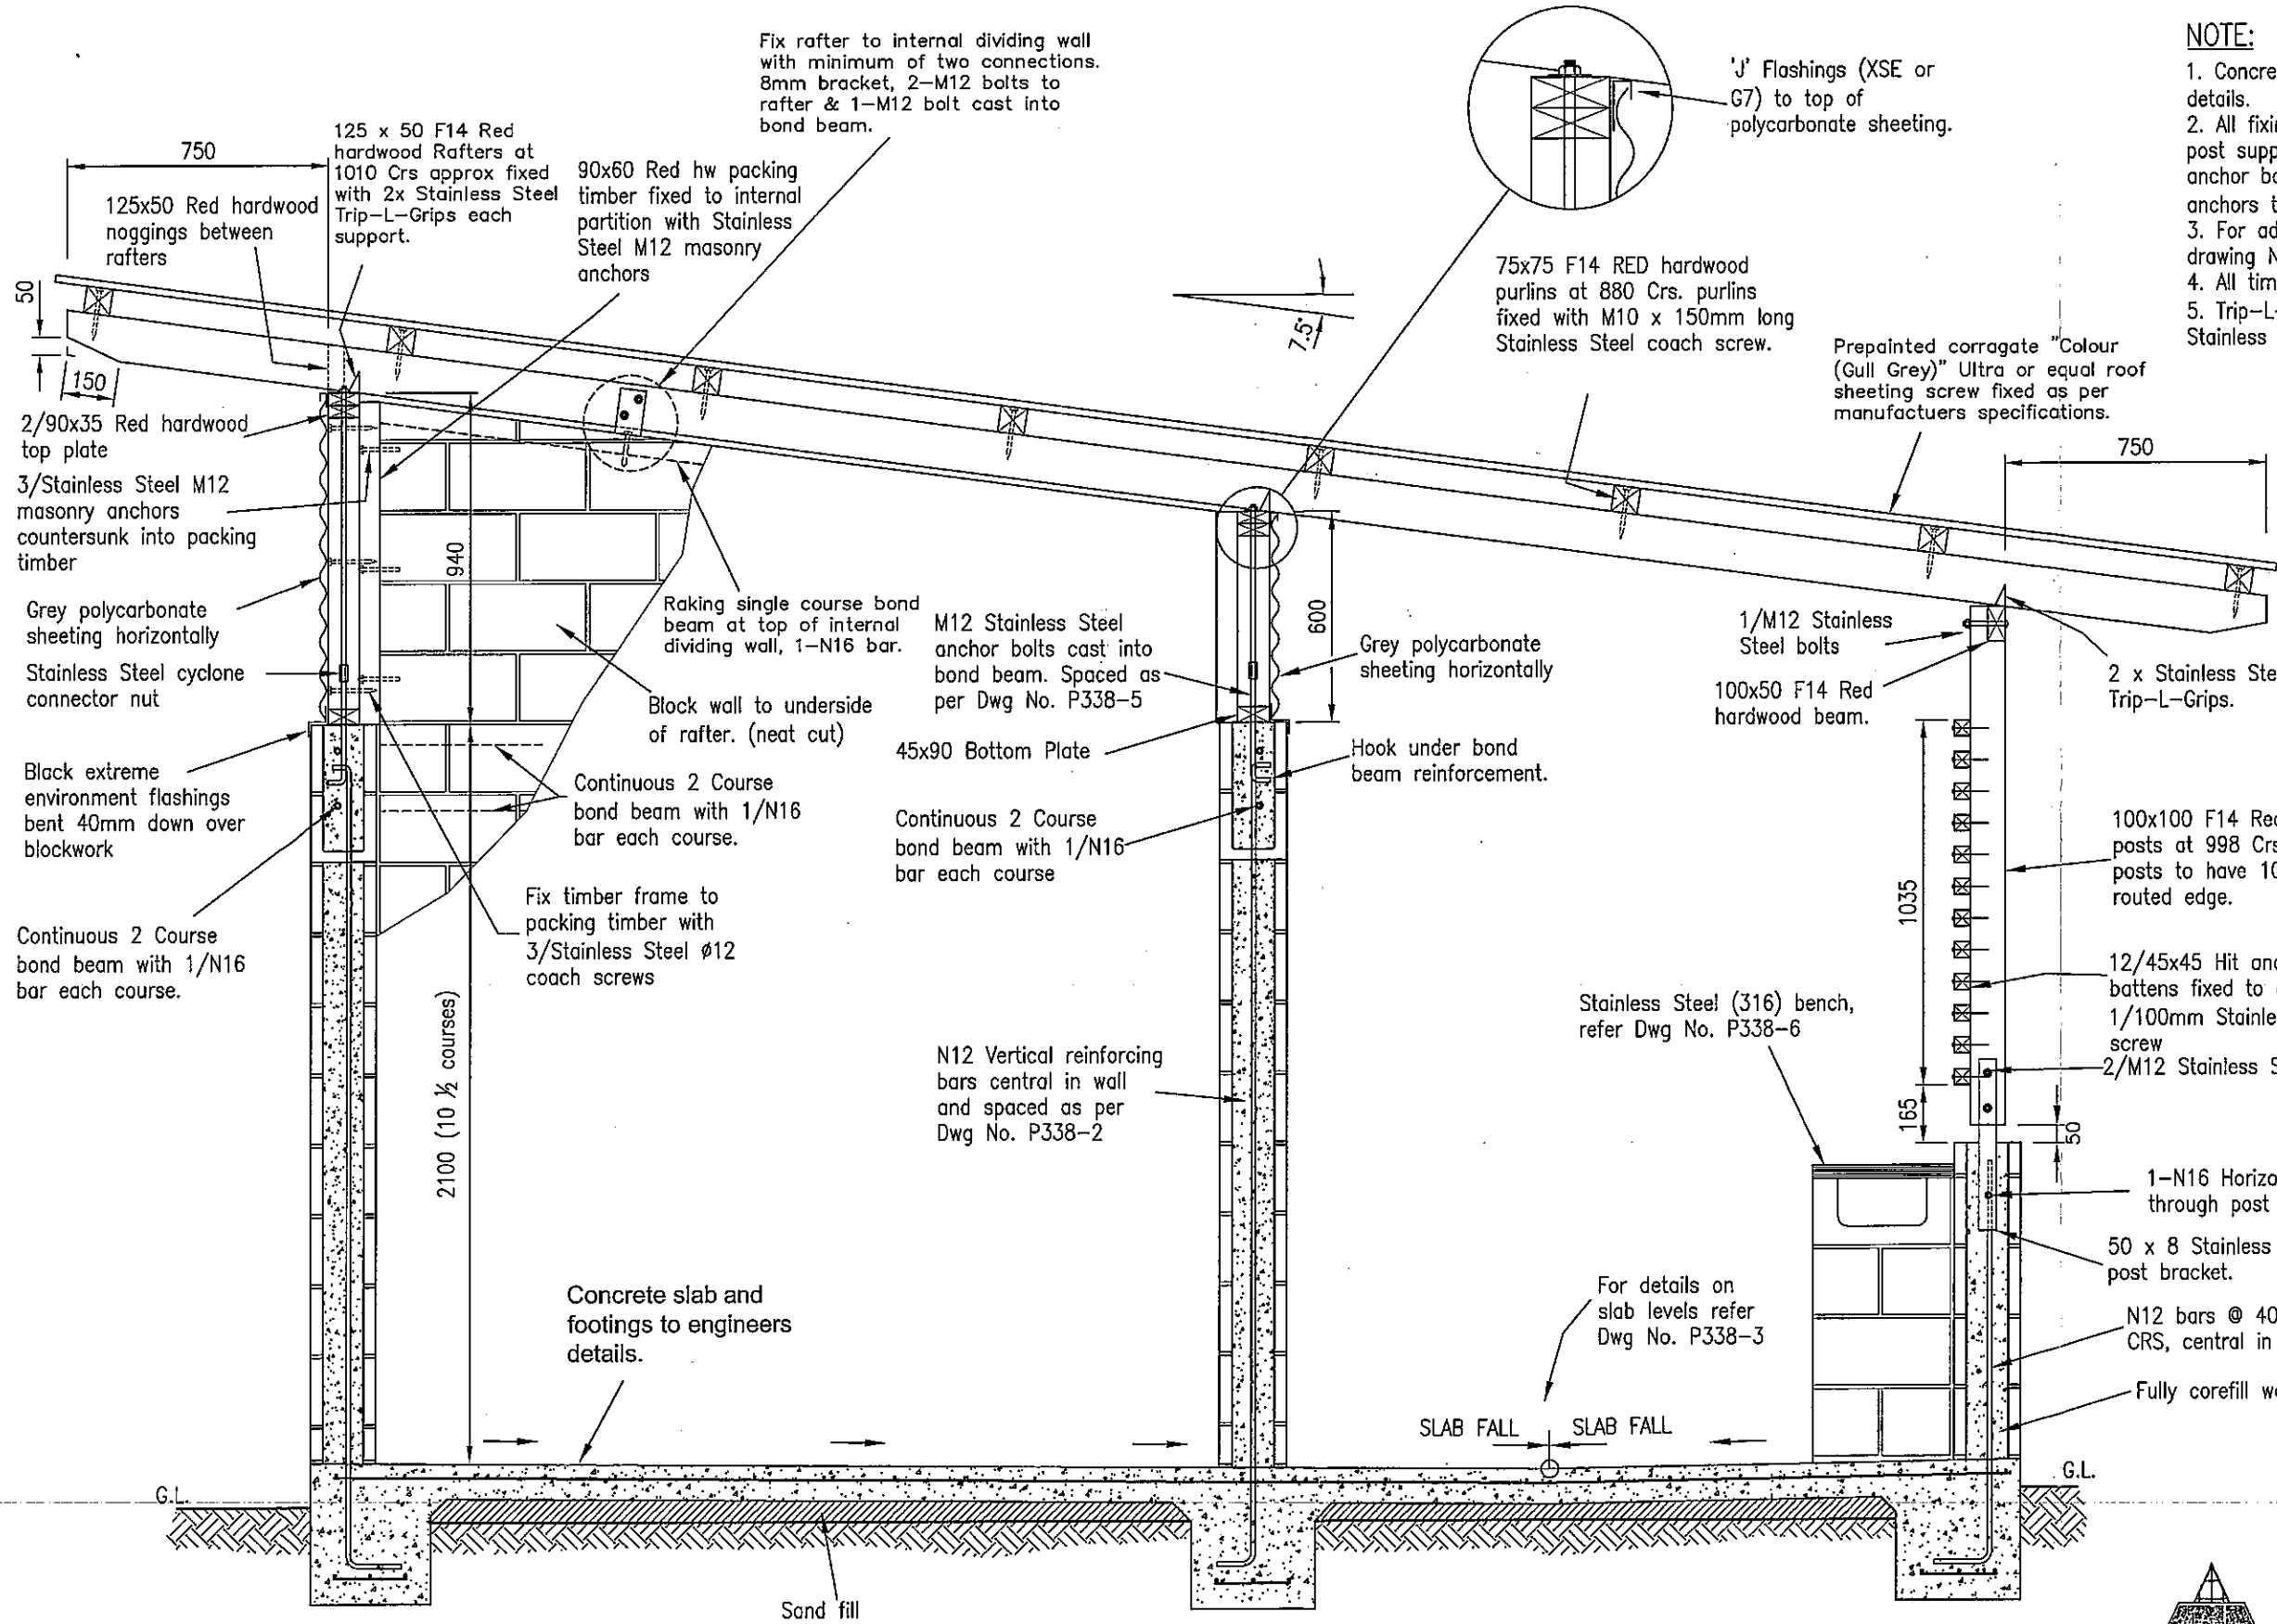 Fix rafter to internal dividing wall
with minimum of two connections.
8mm bracket, 2-M12 bolts to
rafter & 1-M12 bolt cast into
bond beam.
'J' Flashings (XSE or
G7) to top of
polycarbonate sheeting.
NOTE:
1. Concre
details.
2. All fixi
post supp
anchor bo
anchors t
3. For ad
drawing N
4. All tim
5. Trip-L-
Stainless
750
125 x 50 F14 Red
hardwood Rafters at
1010 Crs approx fixed
with 2x Stainless Steel
Trip-L-Grips each
support.
125x50 Red hardwood
noggings between
rafters
90x60 Red hw packing
timber fixed to internal
partition with Stainless
Steel M12 masonry
anchors
50
150
7.5°
75x75 F14 RED hardwood
purlins at 880 Crs. purlins
fixed with M10 x 150mm long
Stainless Steel coach screw.
Prepainted corragate "Colour
(Gull Grey)" Ultra or equal roof
sheeting screw fixed as per
manufactuers specifications.
750
2/90x35 Red hardwood
top plate
3/Stainless Steel M12
masonry anchors
countersunk into packing
timber
Grey polycarbonate
sheeting horizontally
Stainless Steel cyclone
connector nut
Black extreme
environment flashings
bent 40mm down over
blockwork
Continuous 2 Course
bond beam with 1/N16
bar each course.
940
Raking single course bond
beam at top of internal
dividing wall, 1-N16 bar.
Block wall to underside
of rafter. (neat cut)
Continuous 2 Course
bond beam with 1/N16
bar each course.
Fix timber frame to
packing timber with
3/Stainless Steel ø12
coach screws
2100 (10 ½ courses)
M12 Stainless Steel
anchor bolts cast into
bond beam. Spaced as
per Dwg No. P338-5
45x90 Bottom Plate
Continuous 2 Course
bond beam with 1/N16
bar each course
600
Grey polycarbonate
sheeting horizontally
Hook under bond
beam reinforcement.
N12 Vertical reinforcing
bars central in wall
and spaced as per
Dwg No. P338-2
1/M12 Stainless
Steel bolts
100x50 F14 Red
hardwood beam.
2 x Stainless Ste
Trip-L-Grips.
1035
100x100 F14 Red
posts at 998 Crs
posts to have 10
routed edge.
12/45x45 Hit and
battens fixed to
1/100mm Stainle
screw
2/M12 Stainless S
165
50
Stainless Steel (316) bench,
refer Dwg No. P338-6
1-N16 Horizo
through post
50 x 8 Stainless
post bracket.
N12 bars @ 40
CRS, central in
Fully corefill w
Concrete slab and
footings to engineers
details.
For details on
slab levels refer
Dwg No. P338-3
SLAB FALL
SLAB FALL
G.L.
G.L.
Sand fill